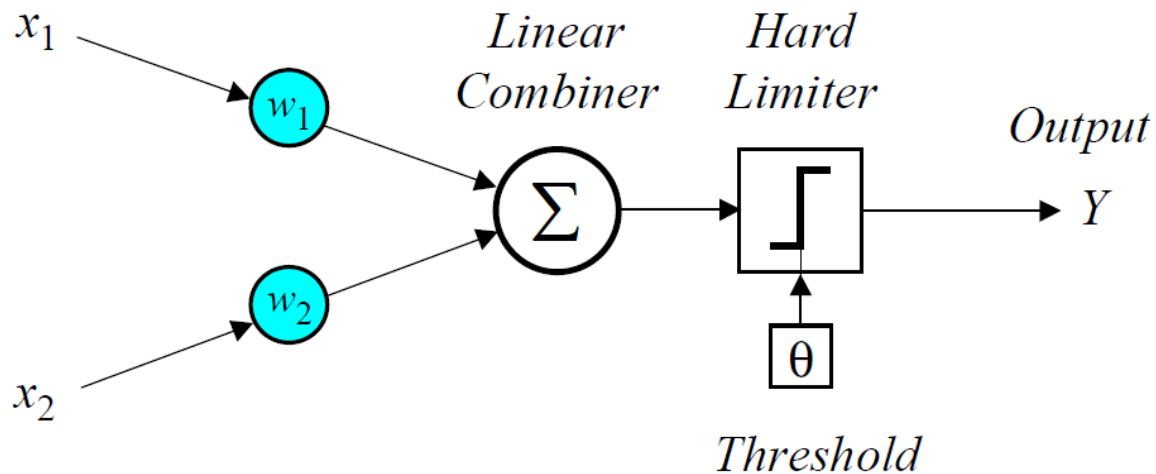 x1
Linear
Combiner
Hard
Limiter
w1
Output
Σ
Y
w2
θ
x2
Threshold